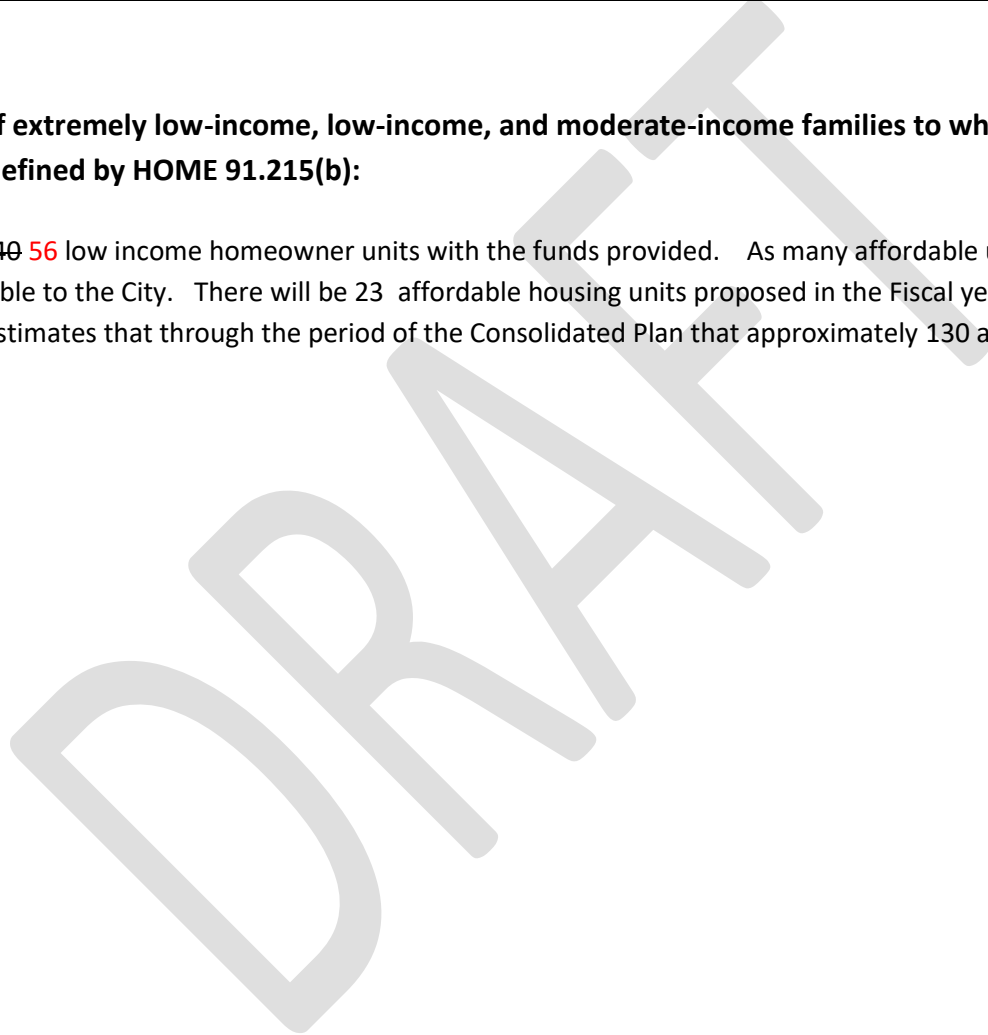 f extremely low-income, low-income, and moderate-income families to wh
efined by HOME 91.215(b):
40 56 low income homeowner units with the funds provided. As many affordable u
ble to the City. There will be 23 affordable housing units proposed in the Fiscal ye
stimates that through the period of the Consolidated Plan that approximately 130 a
DRAFT